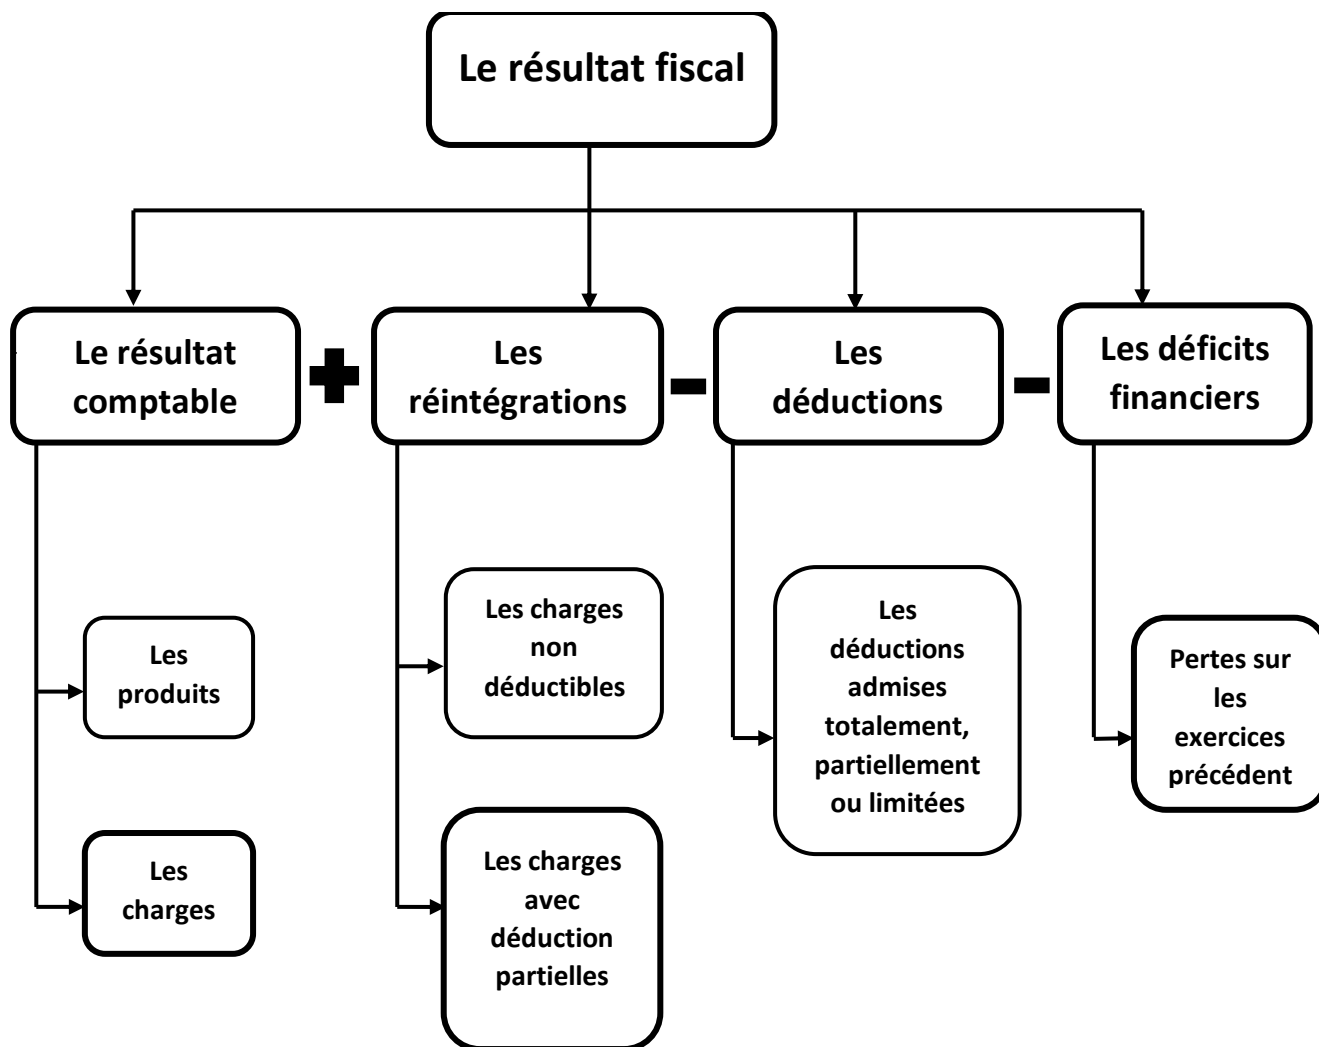 Le résultat fiscal
Le résultat
comptable
Les
réintégrations
Les
déductions
Les déficits
financiers
Les
produits
Les
charges
Les charges
non
déductibles
Les charges
avec
déduction
partielles
Les
déductions
admises
totalement,
partiellement
ou limitées
Pertes sur
les
exercices
précédent